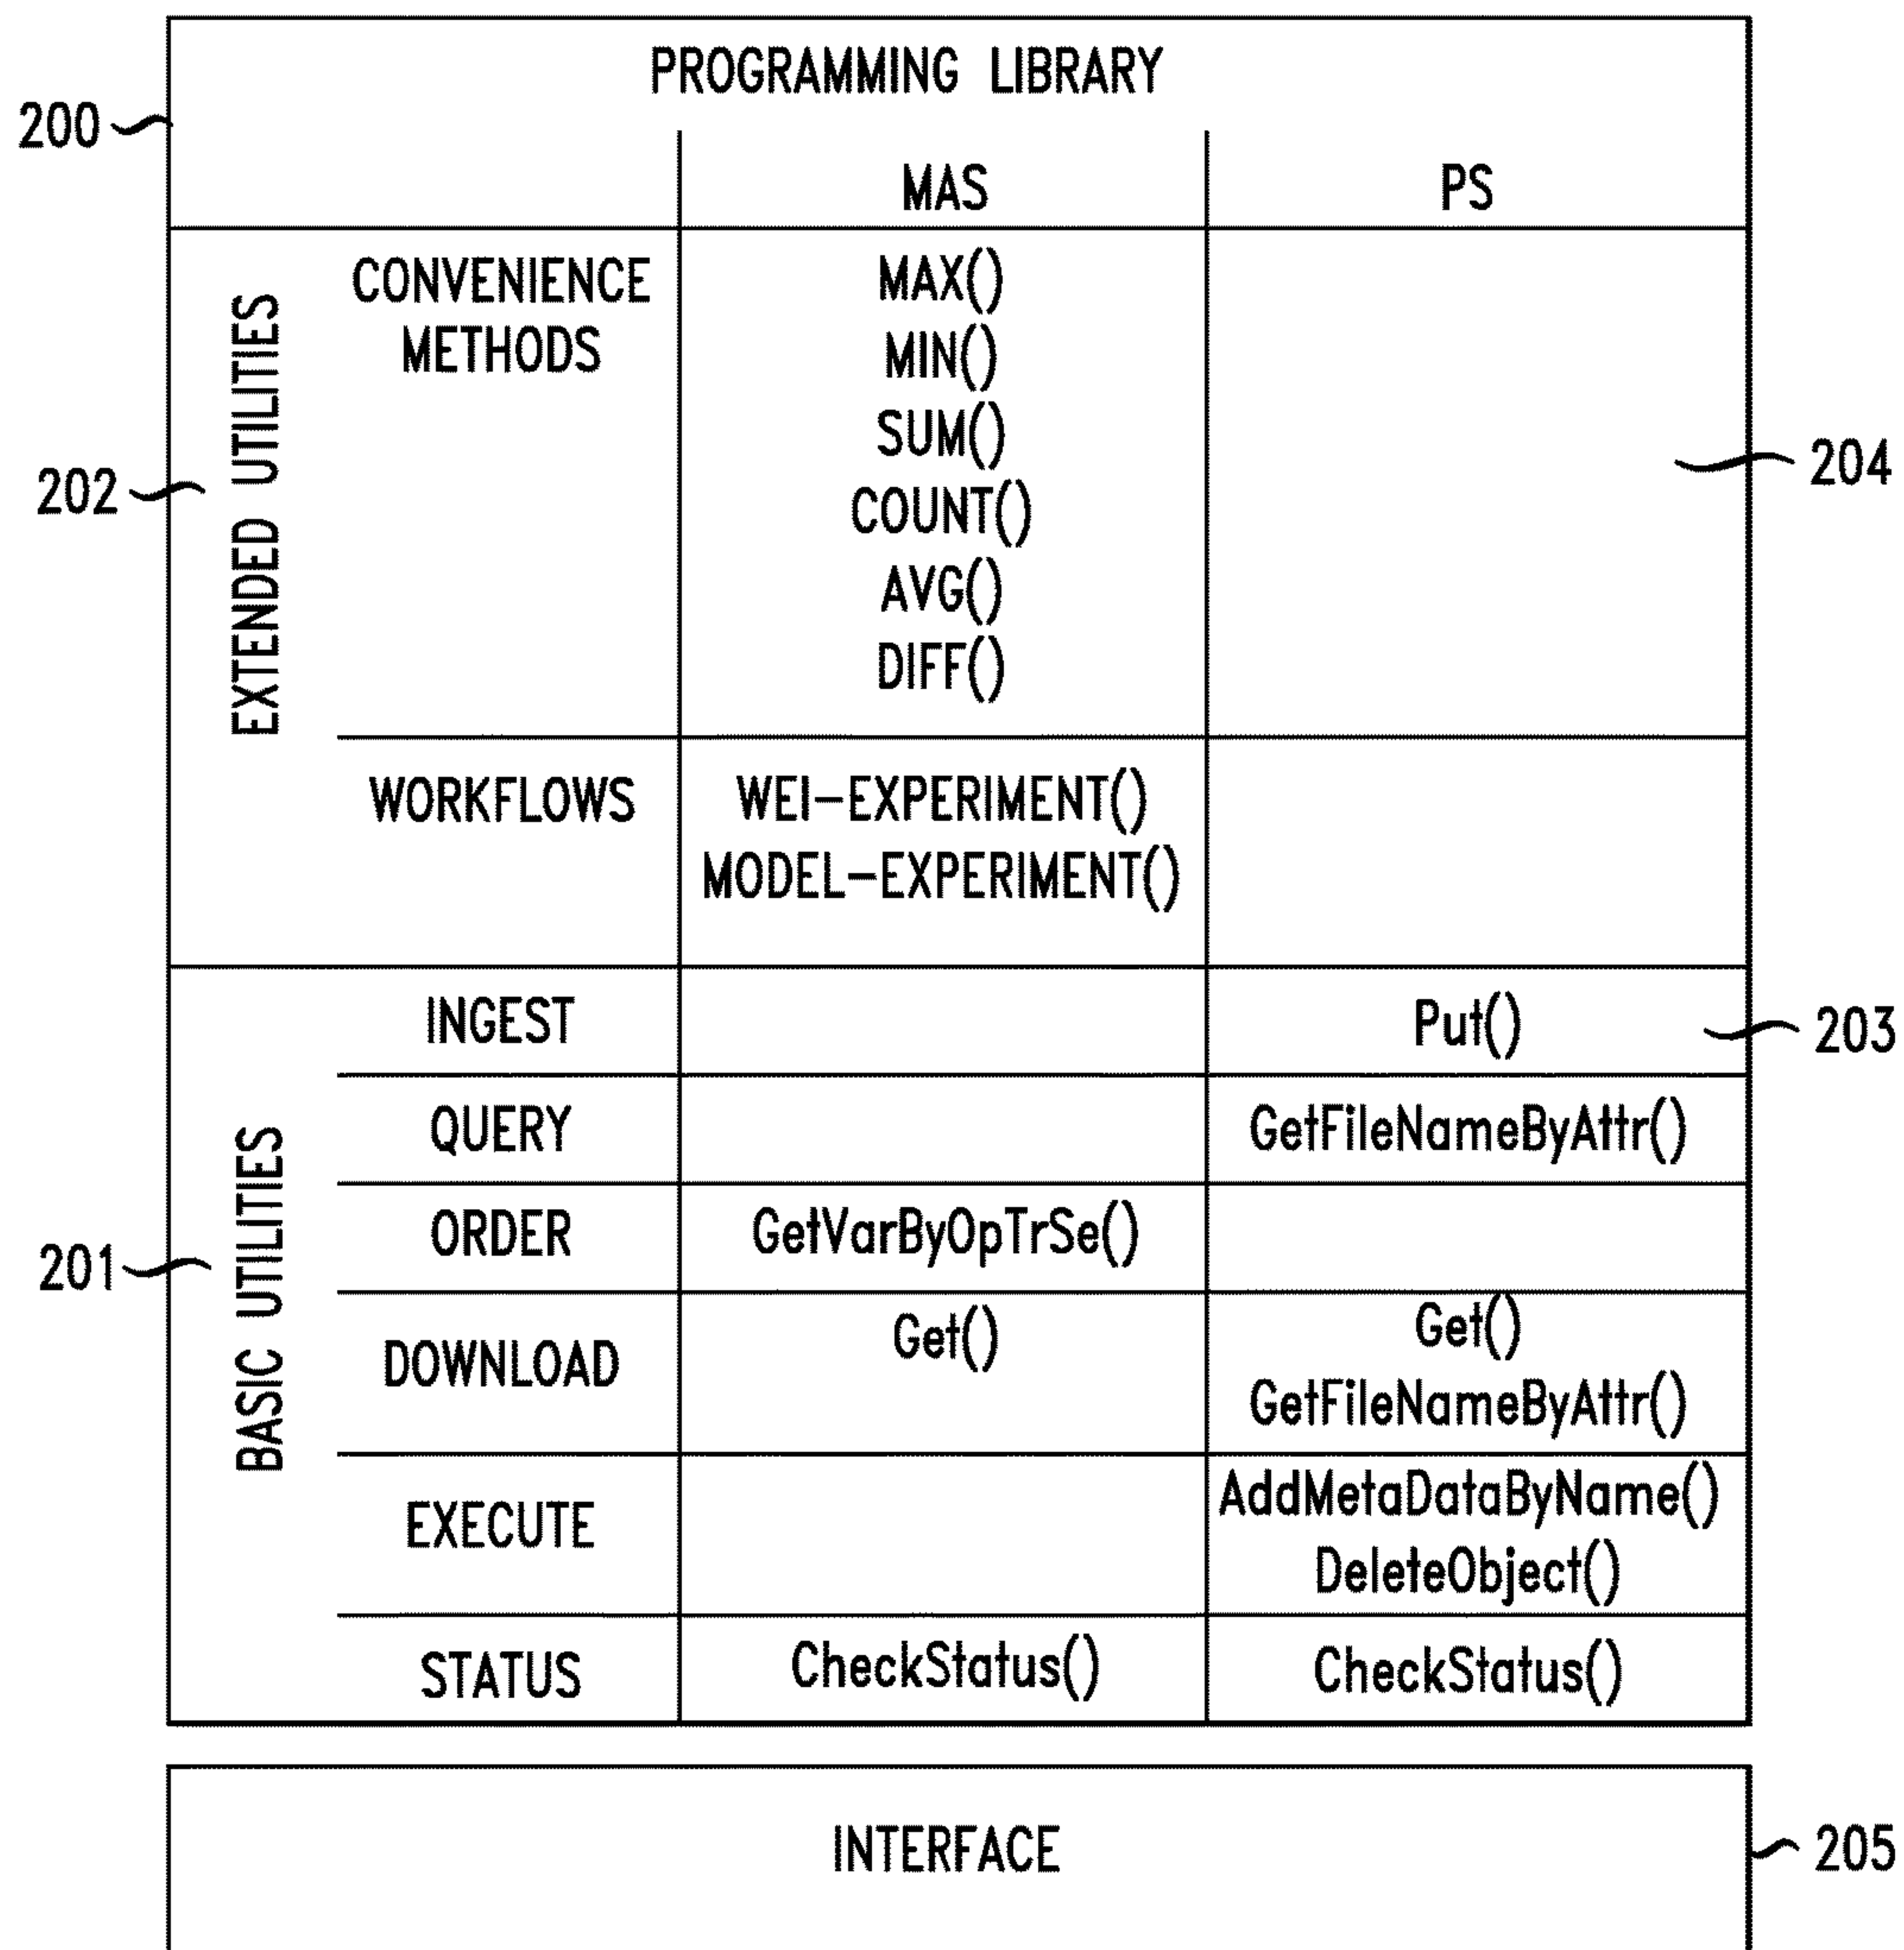 PROGRAMMING LIBRARY
200
MAS PS
EXTENDED UTILITIES
202
CONVENIENCE
METHODS
MAX()
MIN()
SUM()
COUNT()
AVG()
DIFF()
204
WORKFLOWS
WEI-EXPERIMENT()
MODEL-EXPERIMENT()
BASIC UTILITIES
201
INGEST Put() 203
QUERY GetFileNameByAttr()
ORDER GetVarByOpTrSe()
DOWNLOAD Get() Get()
GetFileNameByAttr()
EXECUTE AddMetaDataByName()
DeleteObject()
STATUS CheckStatus() CheckStatus()
INTERFACE 205